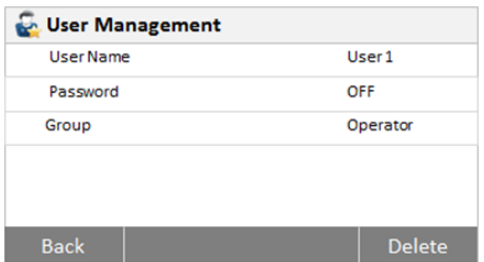 User Management
User Name User 1
Password OFF
Group Operator
Back Delete